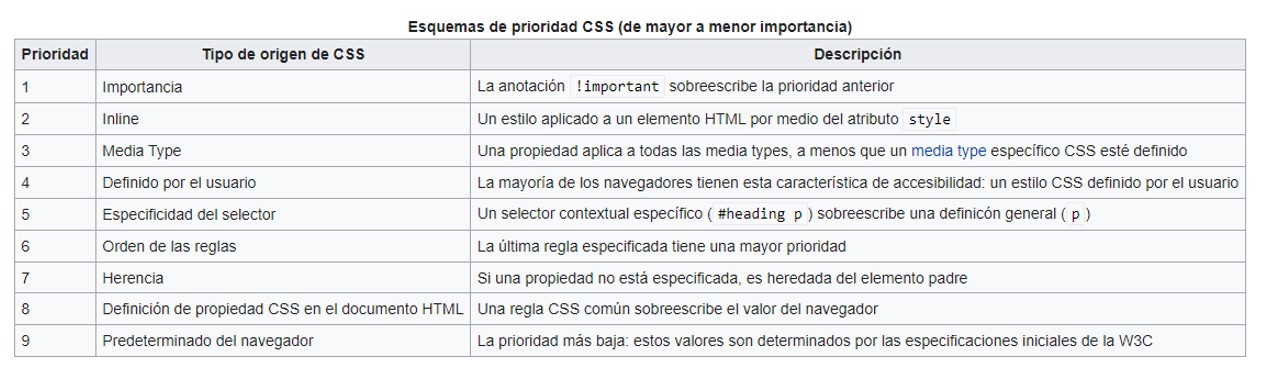 Esquemas de prioridad CSS (de mayor a menor importancia)
Prioridad Tipo de origen de CSS Descripción
1 Importancia La anotación !important sobreescribe la prioridad anterior
2 Inline Un estilo aplicado a un elemento HTML por medio del atributo style
3 Media Type Una propiedad aplica a todas las media types, a menos que un media type específico CSS esté definido
4 Definido por el usuario La mayoría de los navegadores tienen esta característica de accesibilidad: un estilo CSS definido por el usuario
5 Especificidad del selector Un selector contextual específico ( #heading p ) sobreescribe una definicón general ( p )
6 Orden de las reglas La última regla especificada tiene una mayor prioridad
7 Herencia Si una propiedad no está especificada, es heredada del elemento padre
8 Definición de propiedad CSS en el documento HTML Una regla CSS común sobreescribe el valor del navegador
9 Predeterminado del navegador La prioridad más baja: estos valores son determinados por las especificaciones iniciales de la W3C